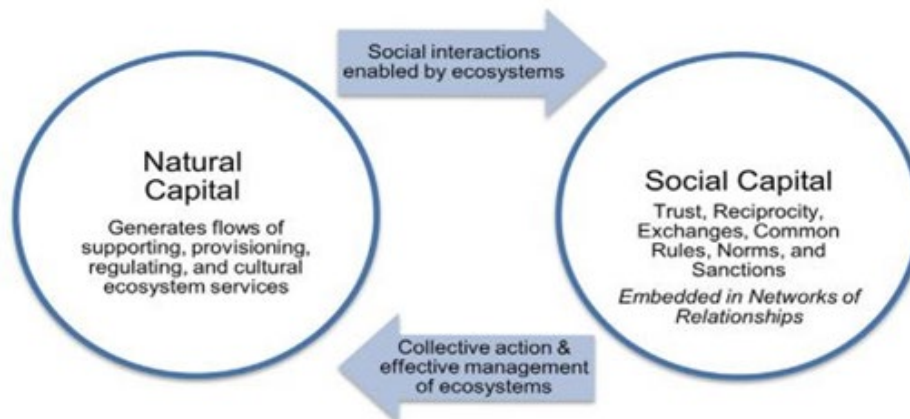 Social interactions
enabled by ecosystems
Natural
Capital
Generates flows of
supporting, provisioning,
regulating, and cultural
ecosystem services
Social Capital
Trust, Reciprocity,
Exchanges, Common
Rules, Norms, and
Sanctions
Embedded in Networks of
Relationships
Collective action &
effective management
of ecosystems